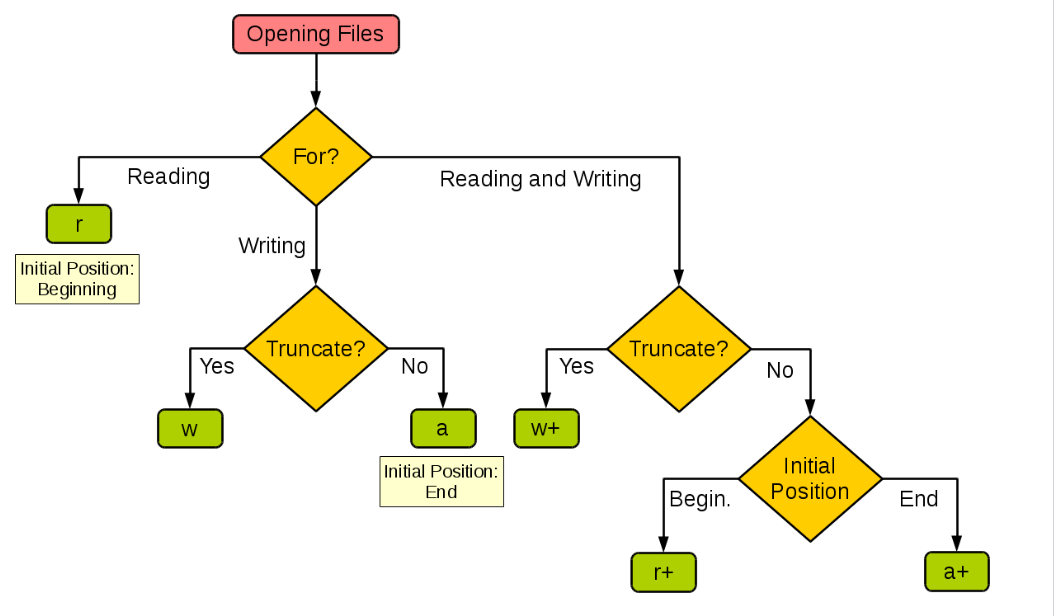 Opening Files
For?
Reading
Reading and Writing
r
Writing
Initial Position:
Beginning
Truncate?
Yes
No
Truncate?
Yes
No
w
a
w+
Initial Position:
End
Initial
Position
Begin.
End
r+
a+